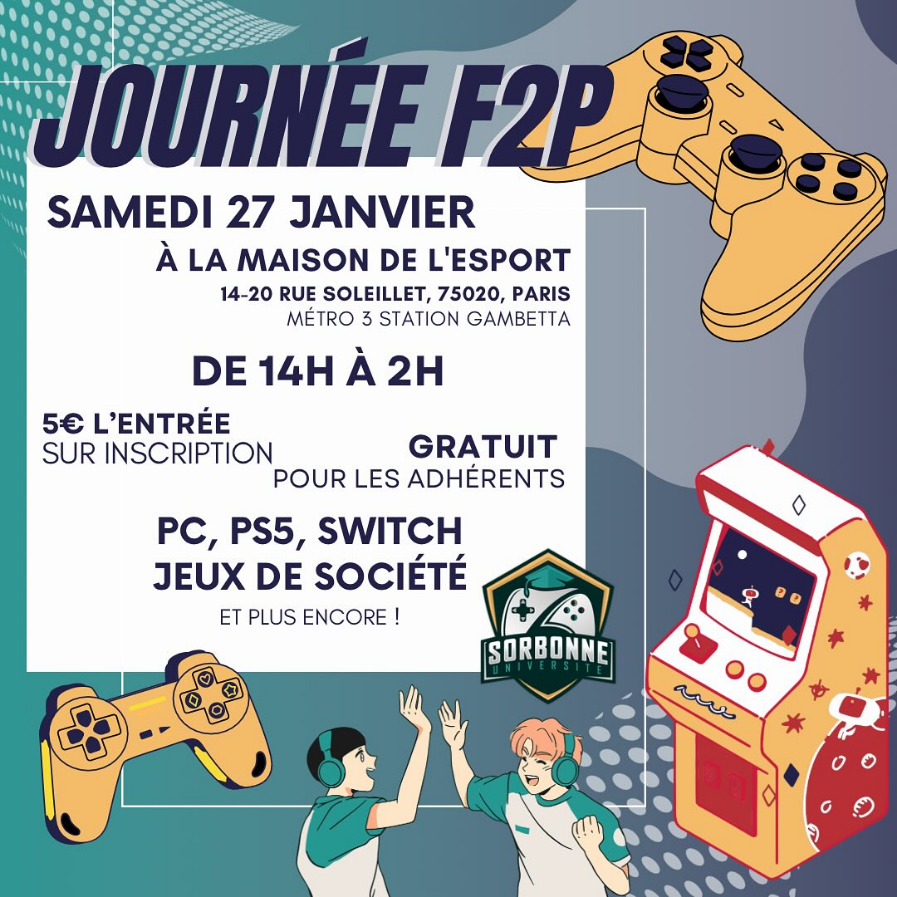 JOURNÉE F2P
SAMEDI 27 JANVIER
À LA MAISON DE L'ESPORT
14-20 RUE SOLEILLET, 75020, PARIS
MÉTRO 3 STATION GAMBETTA
DE 14H À 2H
5€ L’ENTRÉE
SUR INSCRIPTION
GRATUIT
POUR LES ADHÉRENTS
PC, PS5, SWITCH
JEUX DE SOCIÉTÉ
ET PLUS ENCORE !
SORBONNE
UNIVERSITE
? ?